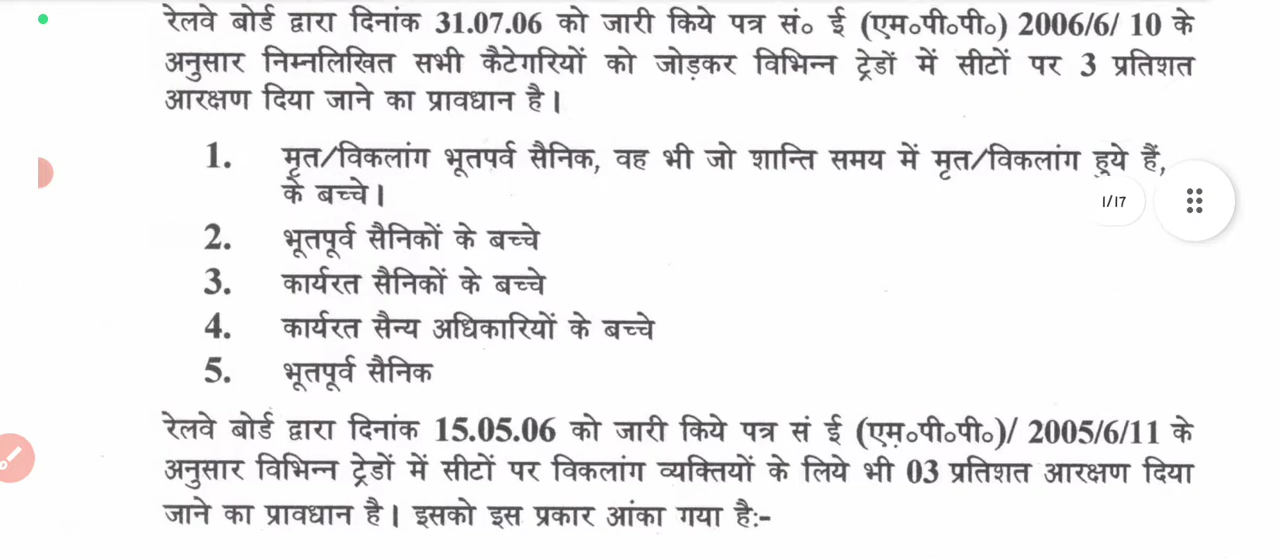 रेलवे बोर्ड द्वारा दिनांक 31.07.06 को जारी किये पत्र सं० ई (एम०पी०पी०) 2006/6/ 10 के
अनुसार निम्नलिखित सभी कैटेगरियों को जोड़कर विभिन्न ट्रेडों में सीटों पर 3 प्रतिशत
आरक्षण दिया जाने का प्रावधान है।
1. मृत/विकलांग भूतपर्व सैनिक, वह भी जो शान्ति समय में मृत/विकलांग हुये हैं,
के बच्चे।
1/17
2. भूतपूर्व सैनिकों के बच्चे
3. कार्यरत सैनिकों के बच्चे
4. कार्यरत सैन्य अधिकारियों के बच्चे
5. भूतपूर्व सैनिक
रेलवे बोर्ड द्वारा दिनांक 15.05.06 को जारी किये पत्र सं ई (एम०पी०पी०)/ 2005/6/11 के
अनुसार विभिन्न ट्रेडों में सीटों पर विकलांग व्यक्तियों के लिये भी 03 प्रतिशत आरक्षण दिया
जाने का प्रावधान है। इसको इस प्रकार आंका गया है:-